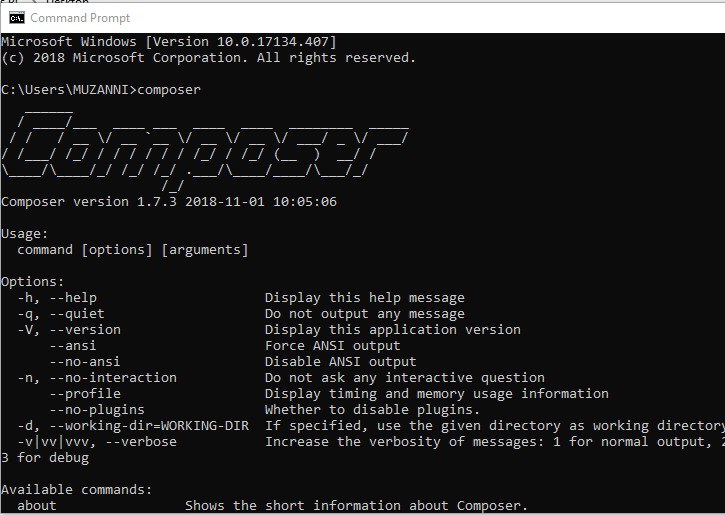 Command Prompt
Microsoft Windows [Version 10.0.17134.407]
(c) 2018 Microsoft Corporation. All rights reserved.
C:\Users\MUZANNI>composer
Composer
Composer version 1.7.3 2018-11-01 10:05:06
Usage:
command [options] [arguments]
Options:
-h, --help Display this help message
-q, --quiet Do not output any message
-V, --version Display this application version
--ansi Force ANSI output
--no-ansi Disable ANSI output
-n, --no-interaction Do not ask any interactive question
--profile Display timing and memory usage information
--no-plugins Whether to disable plugins.
-d, --working-dir=WORKING-DIR If specified, use the given directory as working directory
-v|vv|vvv, --verbose Increase the verbosity of messages: 1 for normal output,
3 for debug
Available commands:
about Shows the short information about Composer.